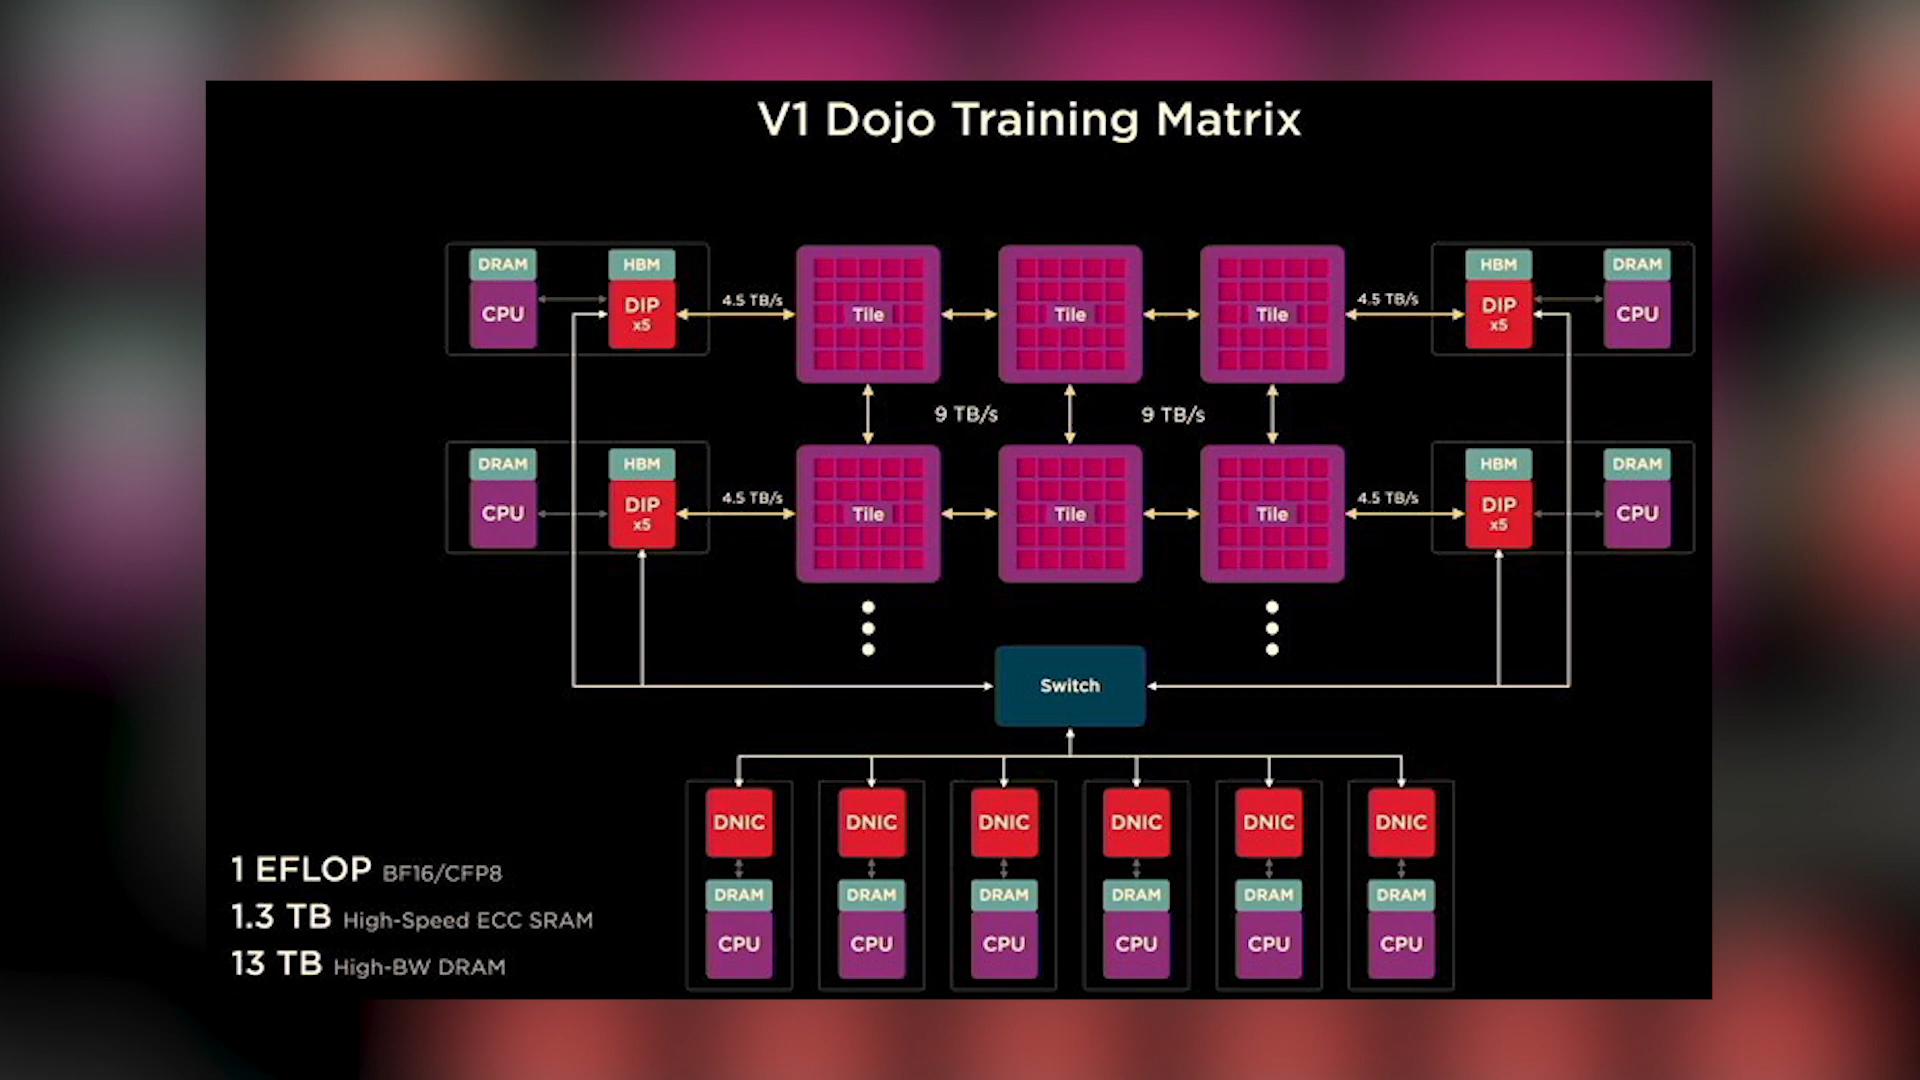 V1 Dojo Training Matrix
DRAM HBM HBM DRAM
CPU DIP x5 4.5 TB/s Tile Tile Tile 4.5 TB/s DIP x5 CPU
9 TB/s 9 TB/s
DRAM HBM HBM DRAM
CPU DIP x5 4.5 TB/s Tile Tile Tile 4.5 TB/s DIP x5 CPU
Switch
DNIC DNIC DNIC DNIC DNIC DNIC
DRAM DRAM DRAM DRAM DRAM DRAM
CPU CPU CPU CPU CPU CPU
1 EFLOP BF16/CFP8
1.3 TB High-Speed ECC SRAM
13 TB High-BW DRAM